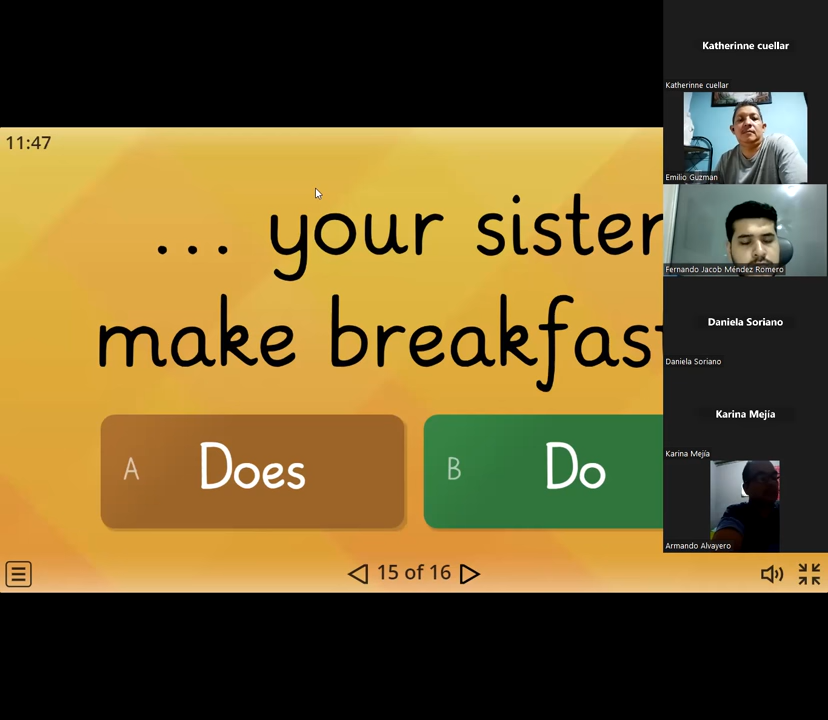 Katherinne cuellar
Katherinne cuellar
11:47
Emilio Guzman
... your sister
Fernando Jacob Méndez Romero
make breakfast
Daniela Soriano
Daniela Soriano
Karina Mejía
Karina Mejía
A Does
B Do
Armando Alvayero
15 of 16